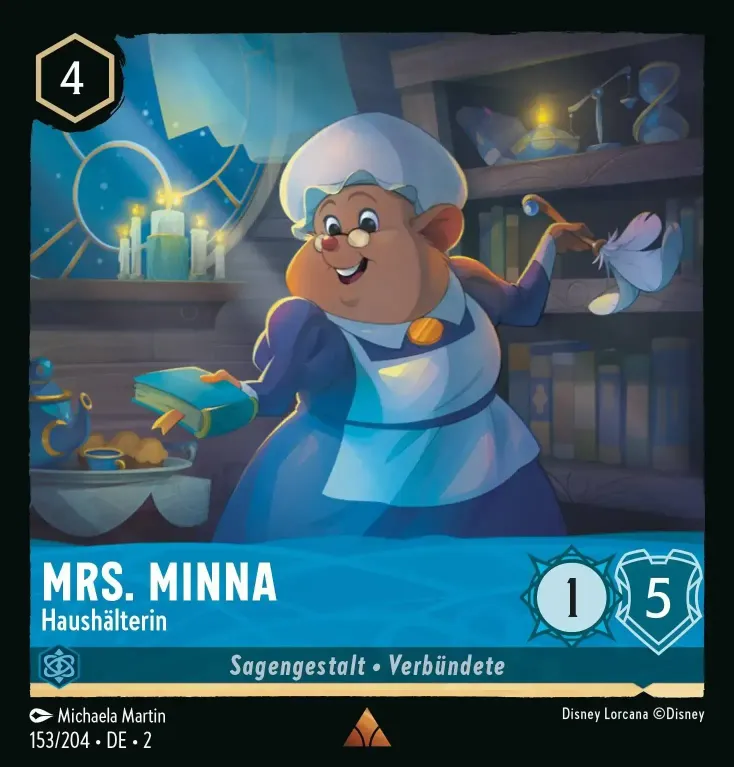 4
MRS. MINNA
Haushälterin
1
5
Sagengestalt • Verbündete
Michaela Martin
Disney Lorcana ©Disney
153/204 • DE • 2